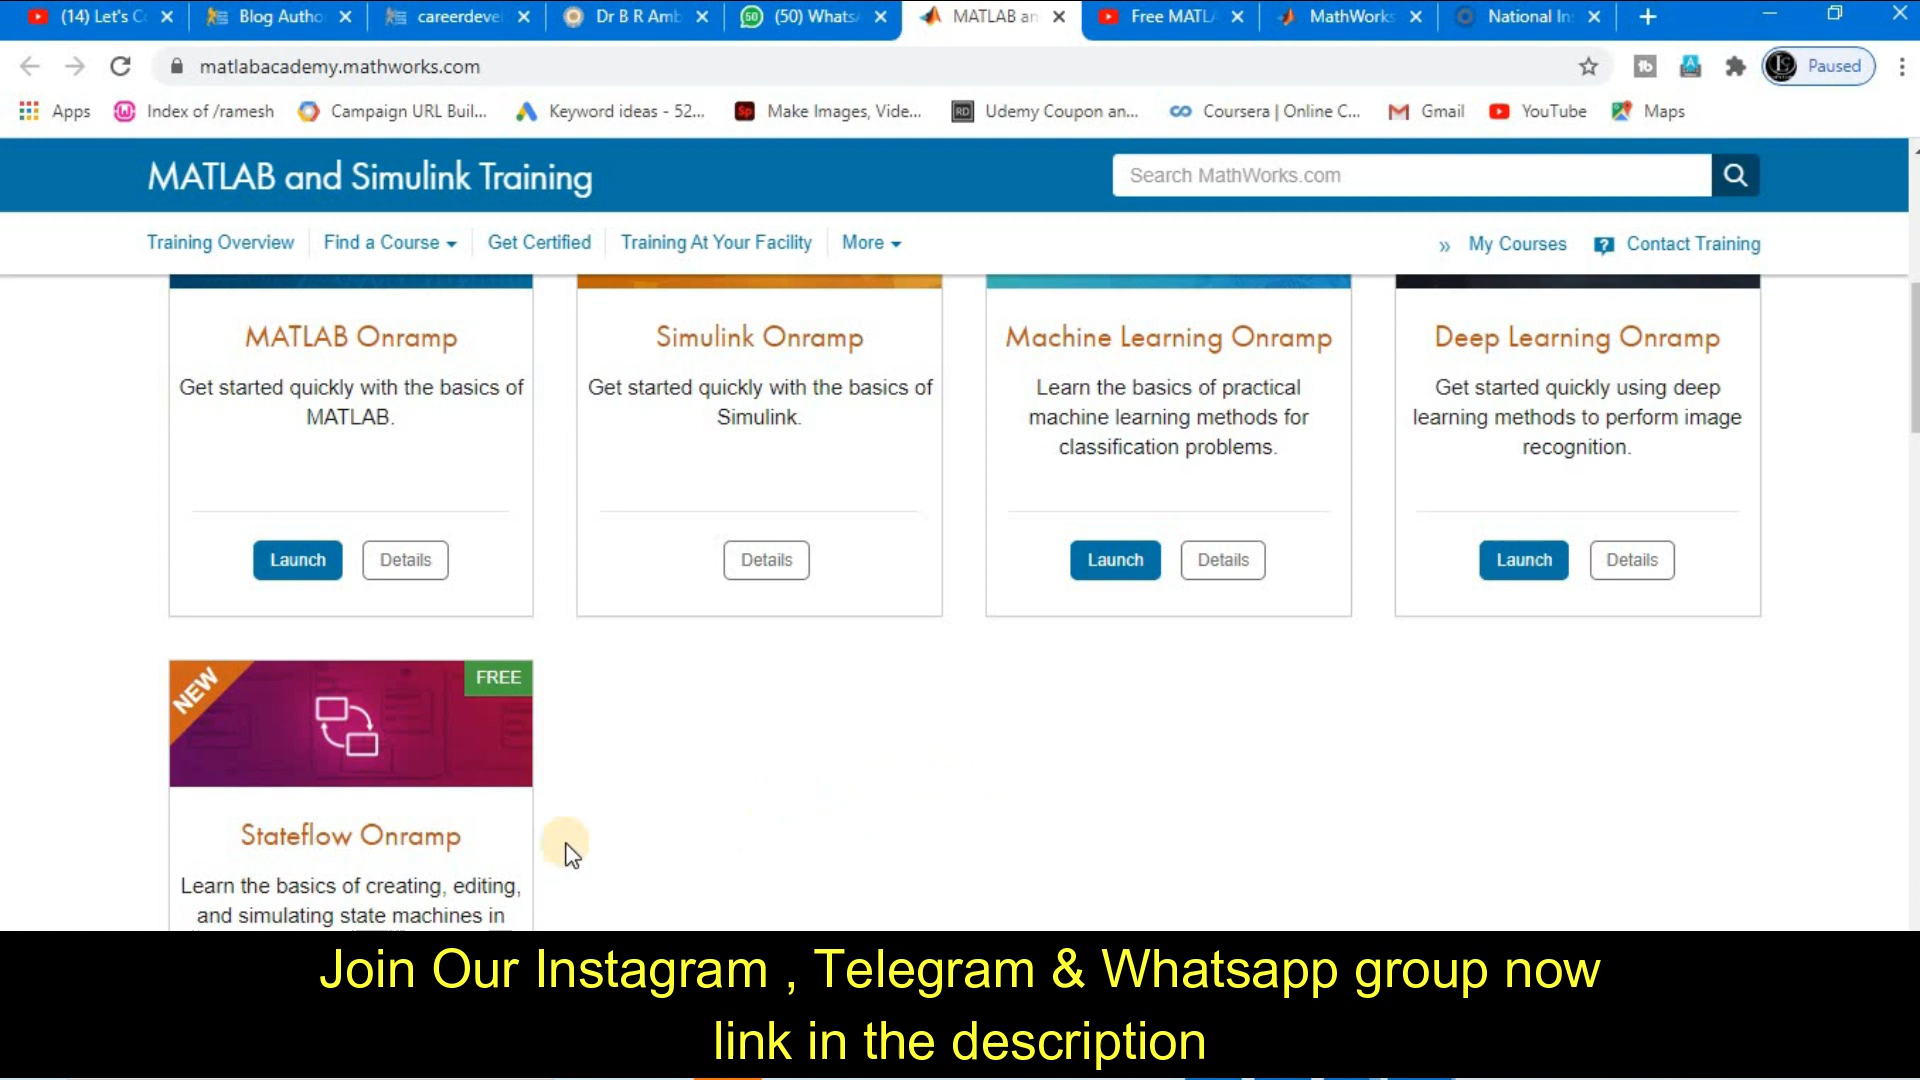 (14) Let's C
Blog Autho
careerdeve
Dr B R Amb
(50) Whats
MATLAB an
Free MATL
MathWorks
National In
matlabacademy.mathworks.com
Paused
Apps
Index of /ramesh
Campaign URL Buil...
Keyword ideas - 52...
Make Images, Vide...
Udemy Coupon an...
Coursera | Online C...
Gmail
YouTube
Maps
MATLAB and Simulink Training
Search MathWorks.com
Training Overview
Find a Course
Get Certified
Training At Your Facility
More
» My Courses
Contact Training
MATLAB Onramp
Get started quickly with the basics of
MATLAB.
Launch
Details
Simulink Onramp
Get started quickly with the basics of
Simulink.
Details
Machine Learning Onramp
Learn the basics of practical
machine learning methods for
classification problems.
Launch
Details
Deep Learning Onramp
Get started quickly using deep
learning methods to perform image
recognition.
Launch
Details
NEW
FREE
Stateflow Onramp
Learn the basics of creating, editing,
and simulating state machines in
Join Our Instagram , Telegram & Whatsapp group now
link in the description